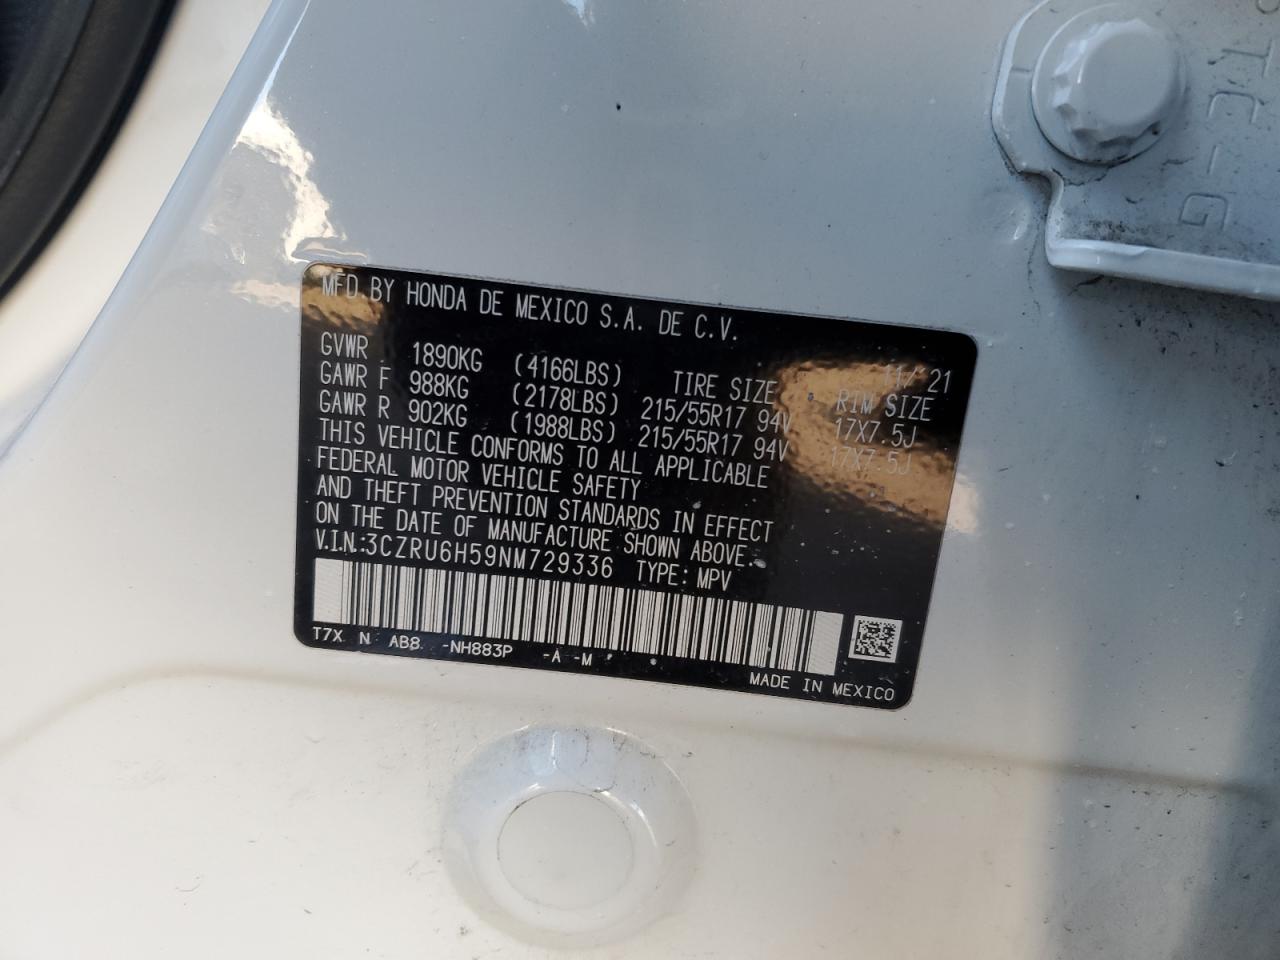 MFD.BY HONDA DE MEXICO S.A. DE C.V.
11/ 21
GVWR 1890KG (4166LBS) TIRE SIZE RIM SIZE
GAWR F 988KG (2178LBS) 215/55R17 94V 17X7.5J
GAWR R 902KG (1988LBS) 215/55R17 94V 17X7.5J
THIS VEHICLE CONFORMS TO ALL APPLICABLE
FEDERAL MOTOR VEHICLE SAFETY
AND THEFT PREVENTION STANDARDS IN EFFECT
ON THE DATE OF MANUFACTURE SHOWN ABOVE.
V.I.N.:3CZRU6H59NM729336 TYPE: MPV
T7X N AB8. -NH883P -A -M
MADE IN MEXICO